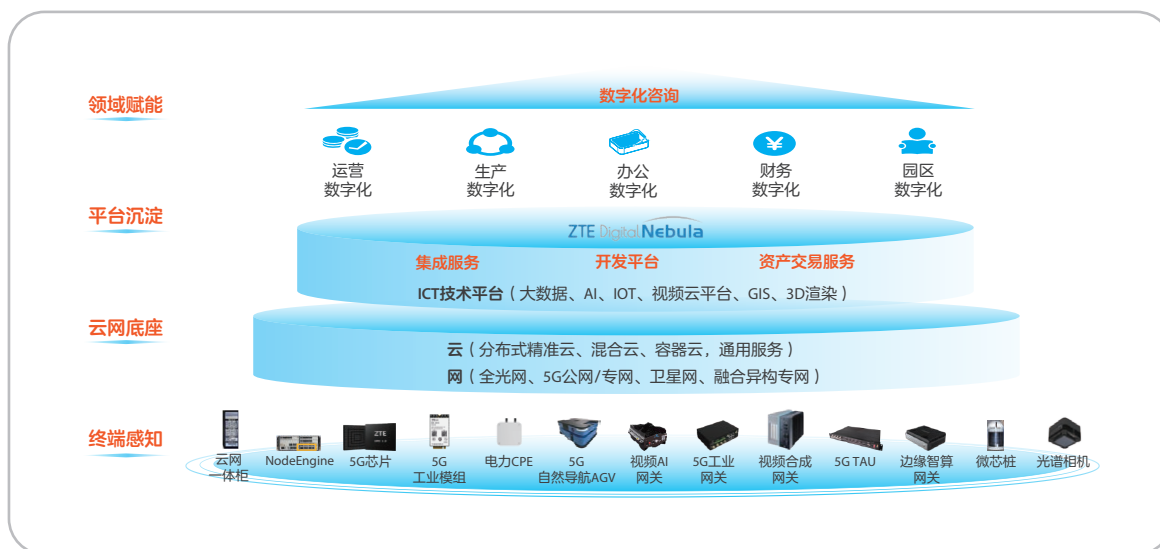 领域赋能
数字化咨询
运营
数字化
生产
数字化
办公
数字化
财务
数字化
园区
数字化
平台沉淀
ZTE Digital Nebula
集成服务
开发平台
资产交易服务
ICT技术平台（大数据、AI、IOT、视频云平台、GIS、3D渲染）
云网底座
云（分布式精准云、混合云、容器云，通用服务）
网（全光网、5G公网/专网、卫星网、融合异构专网）
终端感知
ZTE
云网
一体柜
NodeEngine
5G芯片
5G
工业模组
电力CPE
5G
自然导航AGV
视频AI
网关
5G工业
网关
视频合成
网关
5G TAU
边缘智算
网关
微芯桩
光谱相机